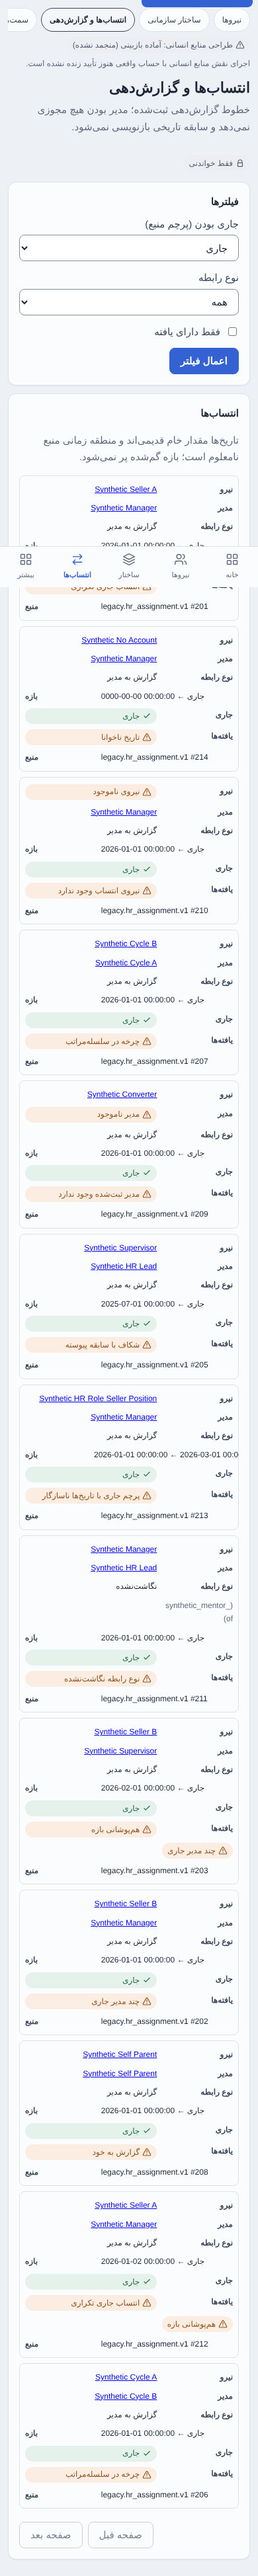 نیروها
ساختار سازمانی
انتساب‌ها و گزارش‌دهی
طراحی منابع انسانی: آماده بازبینی (منجمد نشده)
اجرای نقش منابع انسانی با حساب واقعی هنوز تأیید زنده نشده است.
انتساب‌ها و گزارش‌دهی
خطوط گزارش‌دهی ثبت‌شده؛ مدیر بودن هیچ مجوزی
نمی‌دهد و سابقه تاریخی بازنویسی نمی‌شود.
فقط خواندنی
فیلترها
جاری بودن (پرچم منبع)
جاری
نوع رابطه
همه
فقط دارای یافته
اعمال فیلتر
انتساب‌ها
تاریخ‌ها مقدار خام قدیمی‌اند و منطقه زمانی منبع
نامعلوم است؛ بازه گم‌شده پر نمی‌شود.
نیرو Synthetic Seller A
مدیر Synthetic Manager
نوع رابطه گزارش به مدیر
خانه
نیروها
ساختار
انتساب‌ها
بیشتر
منبع legacy.hr_assignment.v1 #201
نیرو Synthetic No Account
مدیر Synthetic Manager
نوع رابطه گزارش به مدیر
بازه 0000-00-00 00:00:00 ← جاری
جاری جاری
یافته‌ها تاریخ ناخوانا
منبع legacy.hr_assignment.v1 #214
نیرو نیروی ناموجود
مدیر Synthetic Manager
نوع رابطه گزارش به مدیر
بازه 2026-01-01 00:00:00 ← جاری
جاری جاری
یافته‌ها نیروی انتساب وجود ندارد
منبع legacy.hr_assignment.v1 #210
نیرو Synthetic Cycle B
مدیر Synthetic Cycle A
نوع رابطه گزارش به مدیر
بازه 2026-01-01 00:00:00 ← جاری
جاری جاری
یافته‌ها چرخه در سلسله‌مراتب
منبع legacy.hr_assignment.v1 #207
نیرو Synthetic Converter
مدیر مدیر ناموجود
نوع رابطه گزارش به مدیر
بازه 2026-01-01 00:00:00 ← جاری
جاری جاری
یافته‌ها مدیر ثبت‌شده وجود ندارد
منبع legacy.hr_assignment.v1 #209
نیرو Synthetic Supervisor
مدیر Synthetic HR Lead
نوع رابطه گزارش به مدیر
بازه 2025-07-01 00:00:00 ← جاری
جاری جاری
یافته‌ها شکاف با سابقه پیوسته
منبع legacy.hr_assignment.v1 #205
نیرو Synthetic HR Role Seller Position
مدیر Synthetic Manager
نوع رابطه گزارش به مدیر
بازه 2026-01-01 00:00:00 ← 2026-03-01 00:0
جاری جاری
یافته‌ها پرچم جاری با تاریخ‌ها ناسازگار
منبع legacy.hr_assignment.v1 #213
نیرو Synthetic Manager
مدیر Synthetic HR Lead
نوع رابطه نگاشت‌نشده
(synthetic_mentor_
of)
بازه 2026-01-01 00:00:00 ← جاری
جاری جاری
یافته‌ها نوع رابطه نگاشت‌نشده
منبع legacy.hr_assignment.v1 #211
نیرو Synthetic Seller B
مدیر Synthetic Supervisor
نوع رابطه گزارش به مدیر
بازه 2026-02-01 00:00:00 ← جاری
جاری جاری
یافته‌ها هم‌پوشانی بازه
چند مدیر جاری
منبع legacy.hr_assignment.v1 #203
نیرو Synthetic Seller B
مدیر Synthetic Manager
نوع رابطه گزارش به مدیر
بازه 2026-01-01 00:00:00 ← جاری
جاری جاری
یافته‌ها چند مدیر جاری
منبع legacy.hr_assignment.v1 #202
نیرو Synthetic Self Parent
مدیر Synthetic Self Parent
نوع رابطه گزارش به مدیر
بازه 2026-01-01 00:00:00 ← جاری
جاری جاری
یافته‌ها گزارش به خود
منبع legacy.hr_assignment.v1 #208
نیرو Synthetic Seller A
مدیر Synthetic Manager
نوع رابطه گزارش به مدیر
بازه 2026-01-02 00:00:00 ← جاری
جاری جاری
یافته‌ها انتساب جاری تکراری
هم‌پوشانی بازه
منبع legacy.hr_assignment.v1 #212
نیرو Synthetic Cycle A
مدیر Synthetic Cycle B
نوع رابطه گزارش به مدیر
بازه 2026-01-01 00:00:00 ← جاری
جاری جاری
یافته‌ها چرخه در سلسله‌مراتب
منبع legacy.hr_assignment.v1 #206
صفحه قبل
صفحه بعد